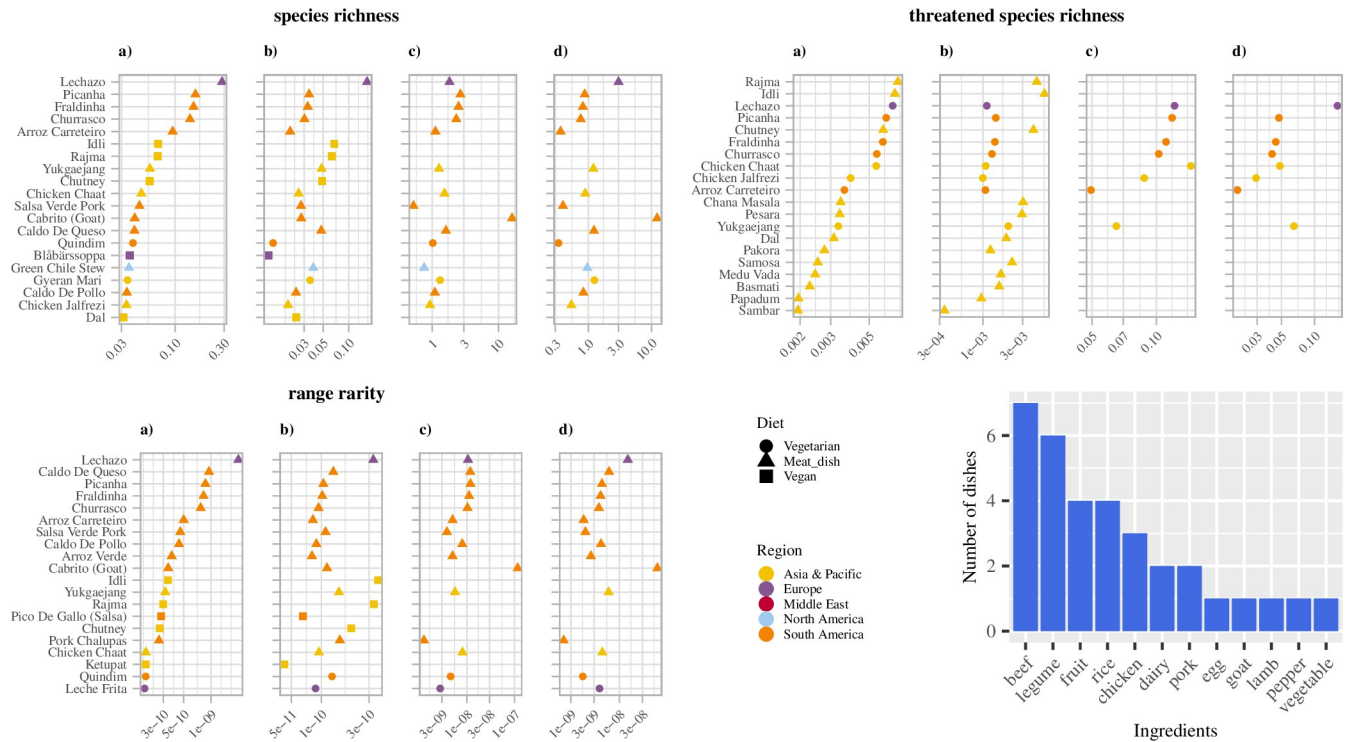 species richness
a)
b)
c)
d)
Lechazo
Picanha
Fraldinha
Churrasco
Arroz Carreteiro
Idli
Rajma
Yukgaejang
Chutney
Chicken Chaat
Salsa Verde Pork
Cabrito (Goat)
Caldo De Queso
Quindim
Blåbärssoppa
Green Chile Stew
Gyeran Mari
Caldo De Pollo
Chicken Jalfrezi
Dal
0.03
0.10
0.30
0.03
0.05
0.10
1
3
10
0.3
1.0
3.0
10.0
threatened species richness
a)
b)
c)
d)
Rajma
Idli
Lechazo
Picanha
Chutney
Fraldinha
Churrasco
Chicken Chaat
Chicken Jalfrezi
Arroz Carreteiro
Chana Masala
Pesara
Yukgaejang
Dal
Pakora
Samosa
Medu Vada
Basmati
Papadum
Sambar
0.002
0.003
0.005
3e−04
1e−03
3e−03
0.05
0.07
0.10
0.03
0.05
0.10
range rarity
a)
b)
c)
d)
Lechazo
Caldo De Queso
Picanha
Fraldinha
Churrasco
Arroz Carreteiro
Salsa Verde Pork
Caldo De Pollo
Arroz Verde
Cabrito (Goat)
Idli
Yukgaejang
Rajma
Pico De Gallo (Salsa)
Chutney
Pork Chalupas
Chicken Chaat
Ketupat
Quindim
Leche Frita
3e−10
5e−10
1e−09
5e−11
1e−10
3e−10
3e−09
1e−08
3e−08
1e−07
1e−09
3e−09
1e−08
3e−08
Diet
Vegetarian
Meat_dish
Vegan
Region
Asia & Pacific
Europe
Middle East
North America
South America
Number of dishes
6
4
2
0
beef
legume
fruit
rice
chicken
dairy
pork
egg
goat
lamb
pepper
vegetable
Ingredients